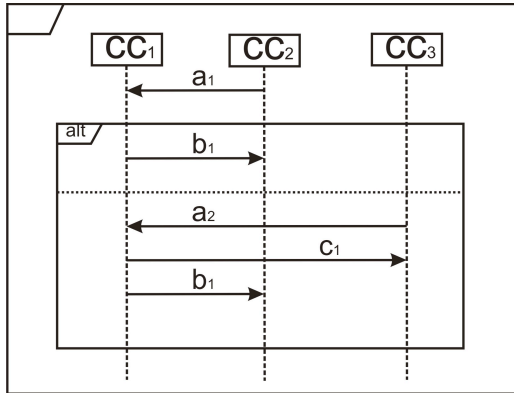 CC₁ CC₂ CC₃
a₁
alt
b₁
a₂
c₁
b₁